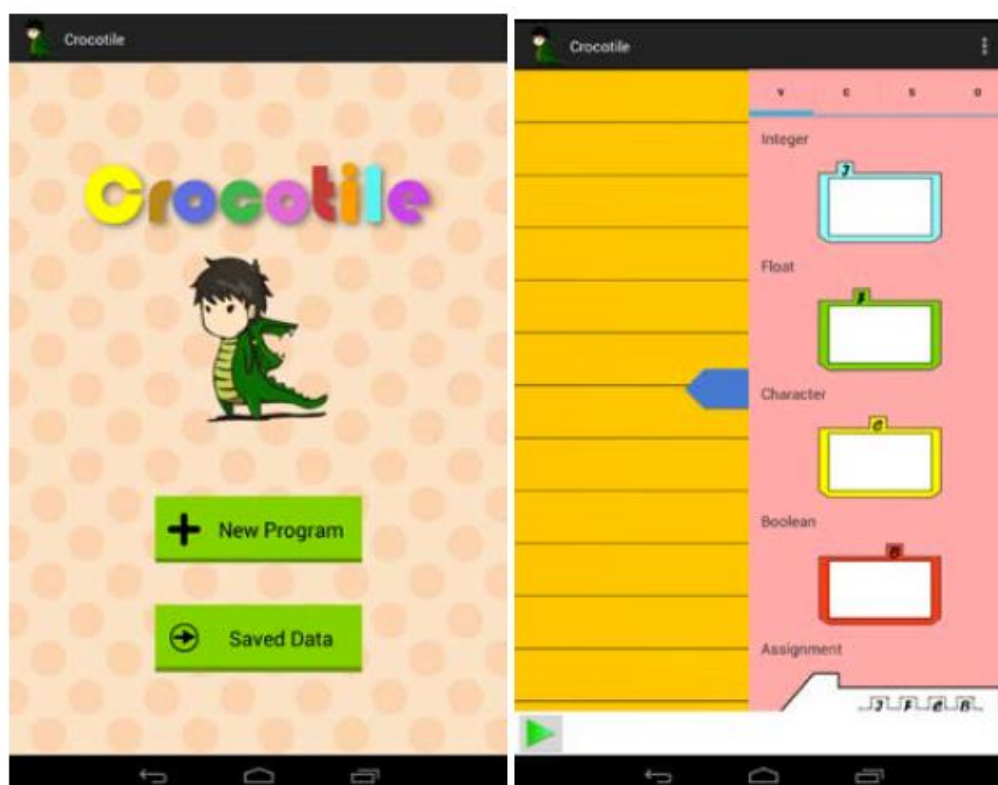 Crocotile
Crocotile
New Program
Saved Data
Crocotile
V C S O
Integer
I
Float
F
Character
C
Boolean
B
Assignment
I F C B